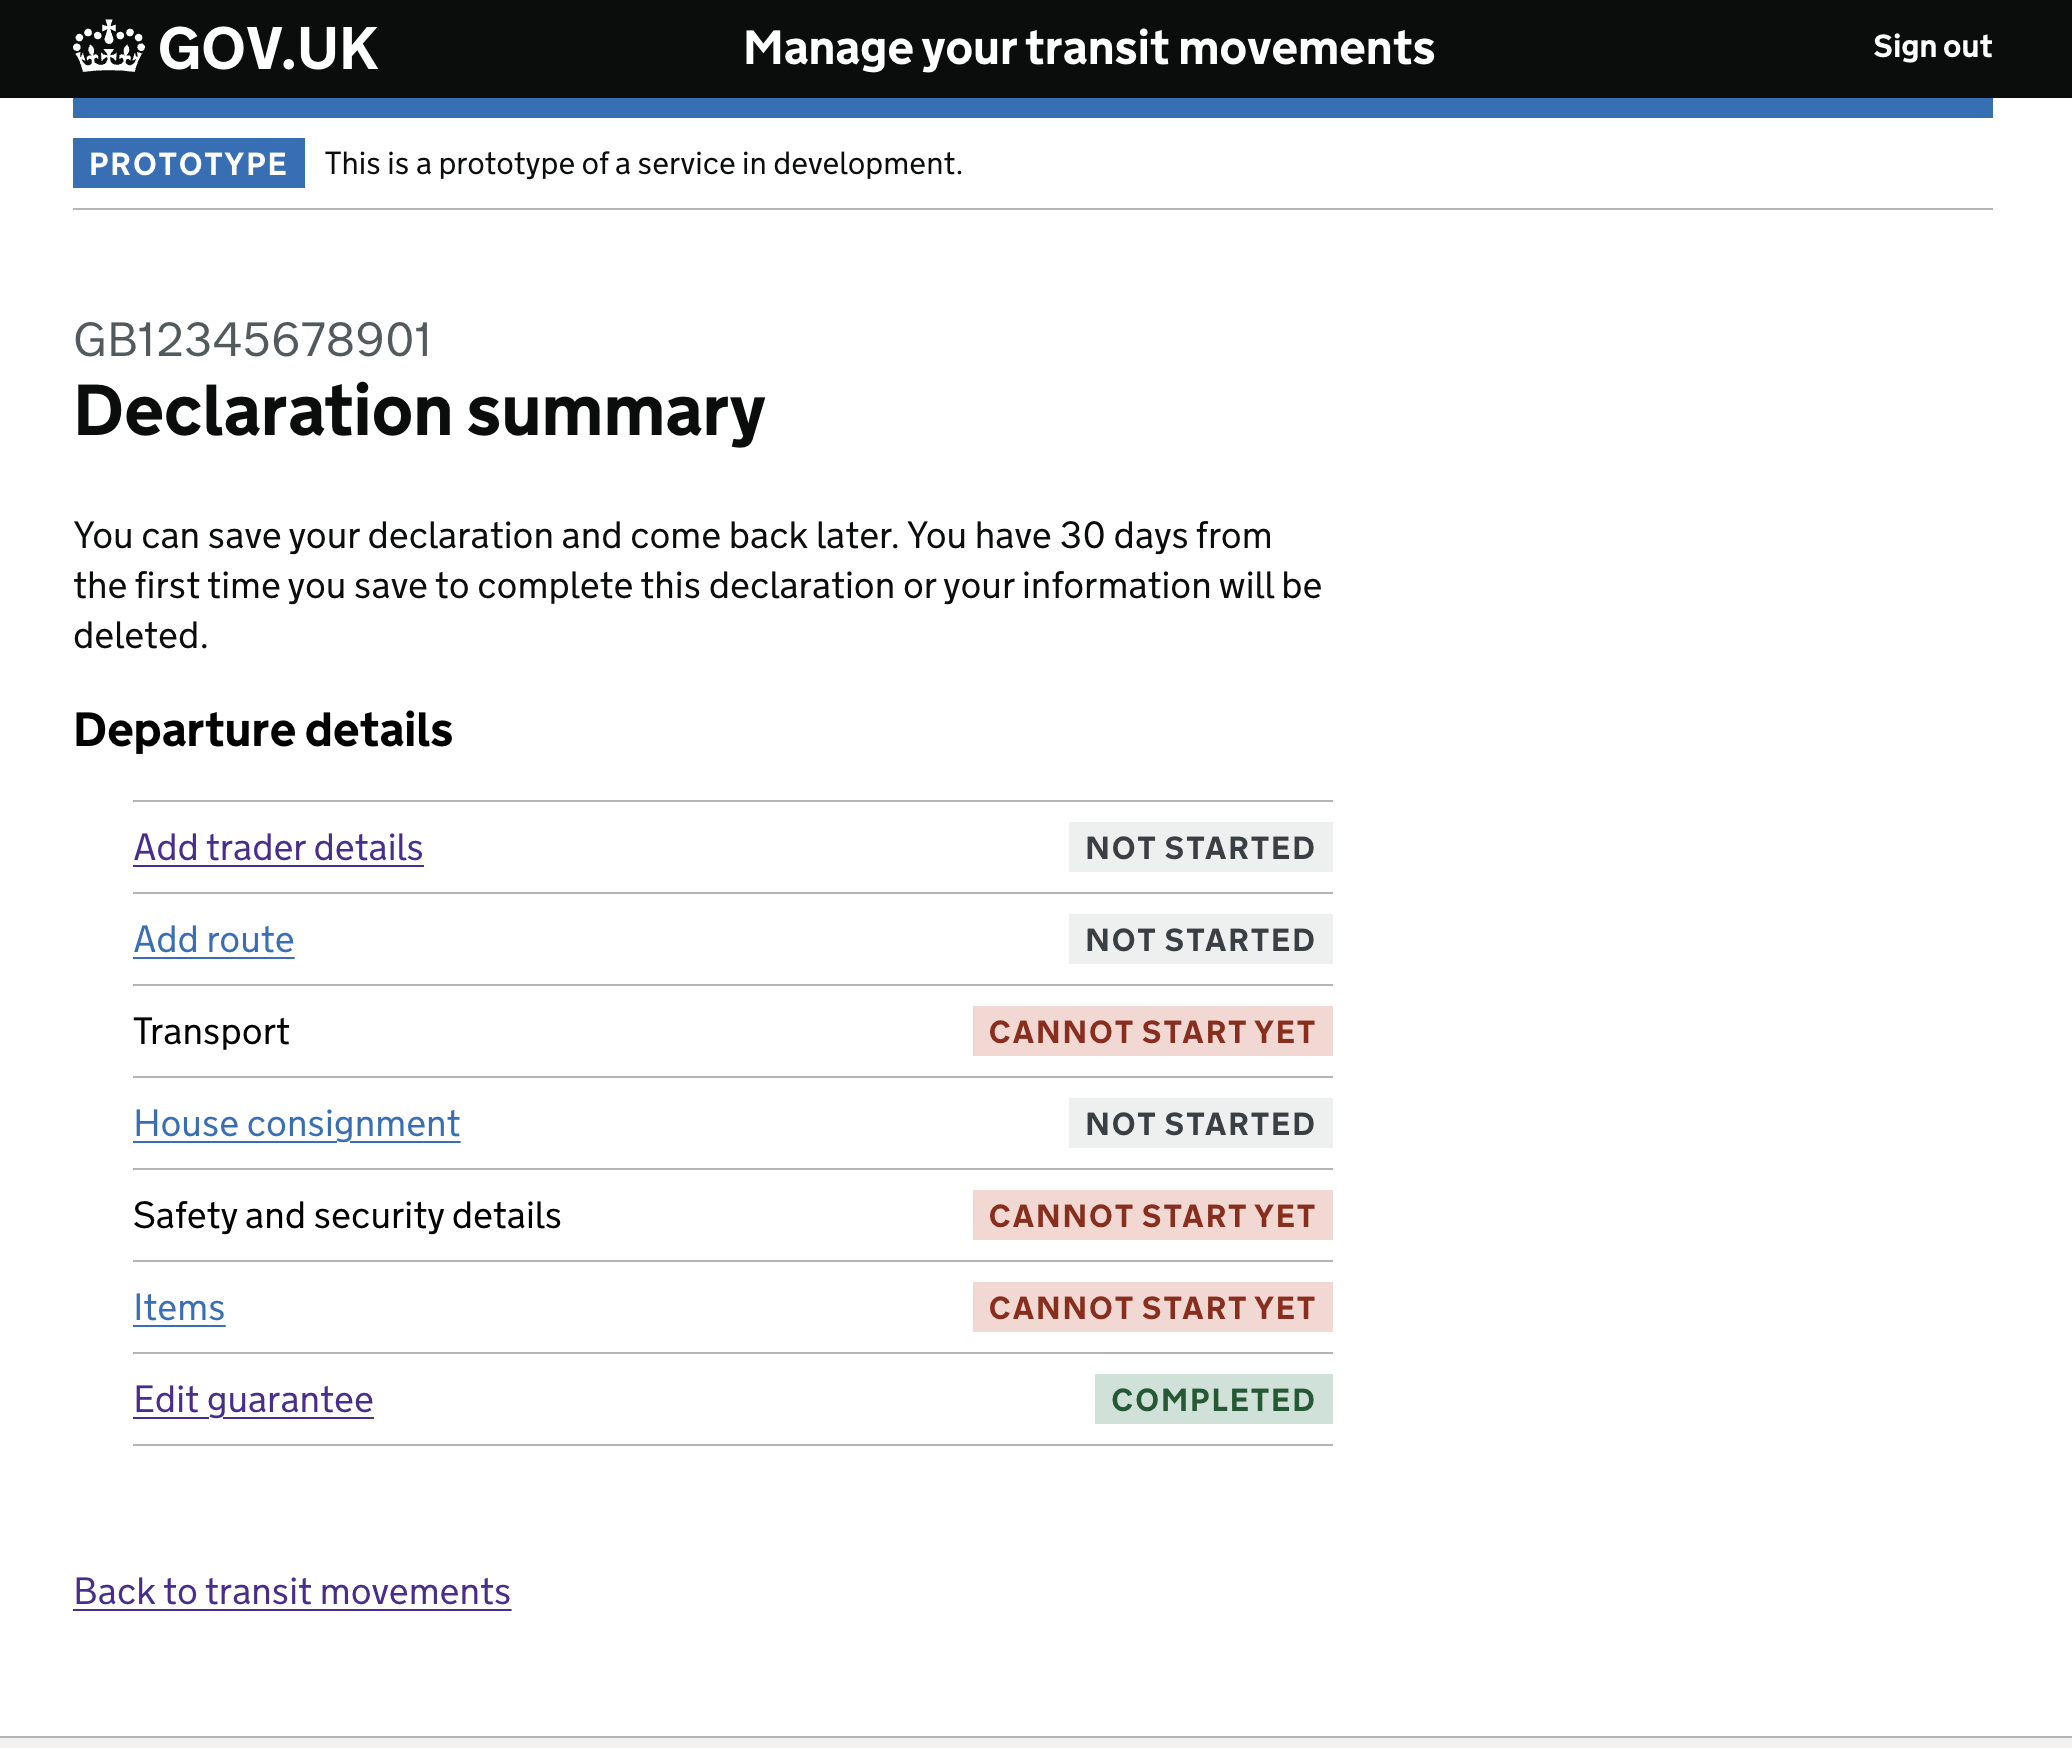 GOV.UK Manage your transit movements Sign out
PROTOTYPE This is a prototype of a service in development.
GB12345678901
Declaration summary
You can save your declaration and come back later. You have 30 days from
the first time you save to complete this declaration or your information will be
deleted.
Departure details
Add trader details NOT STARTED
Add route NOT STARTED
Transport CANNOT START YET
House consignment NOT STARTED
Safety and security details CANNOT START YET
Items CANNOT START YET
Edit guarantee COMPLETED
Back to transit movements